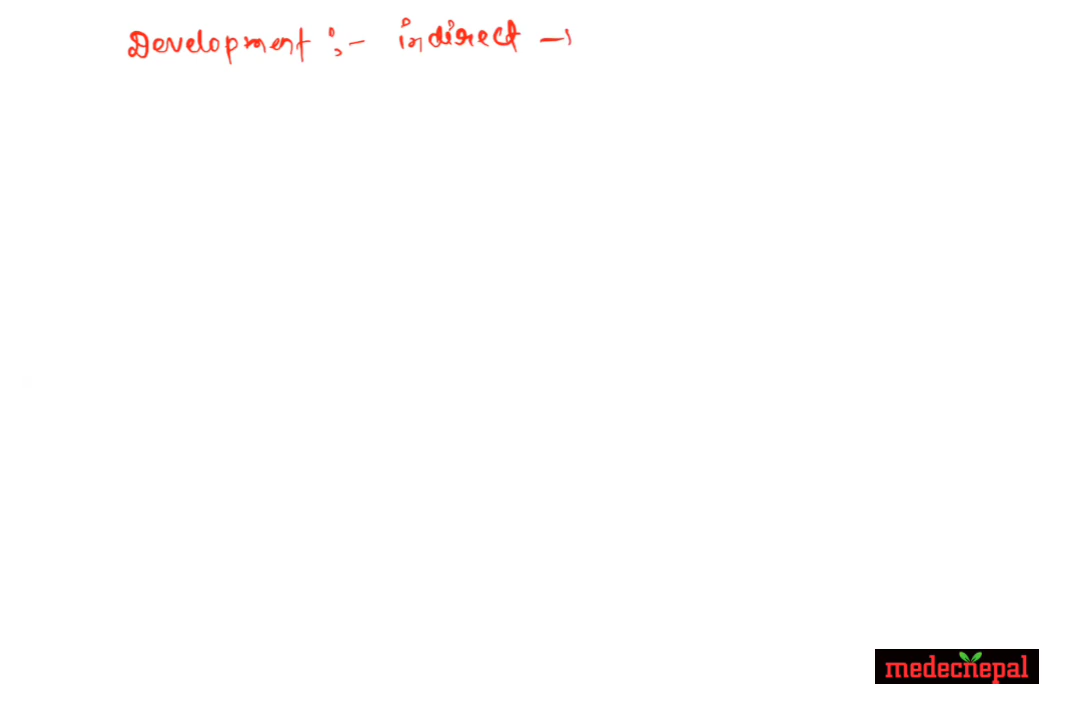 Development :- indirect →
medecnepal